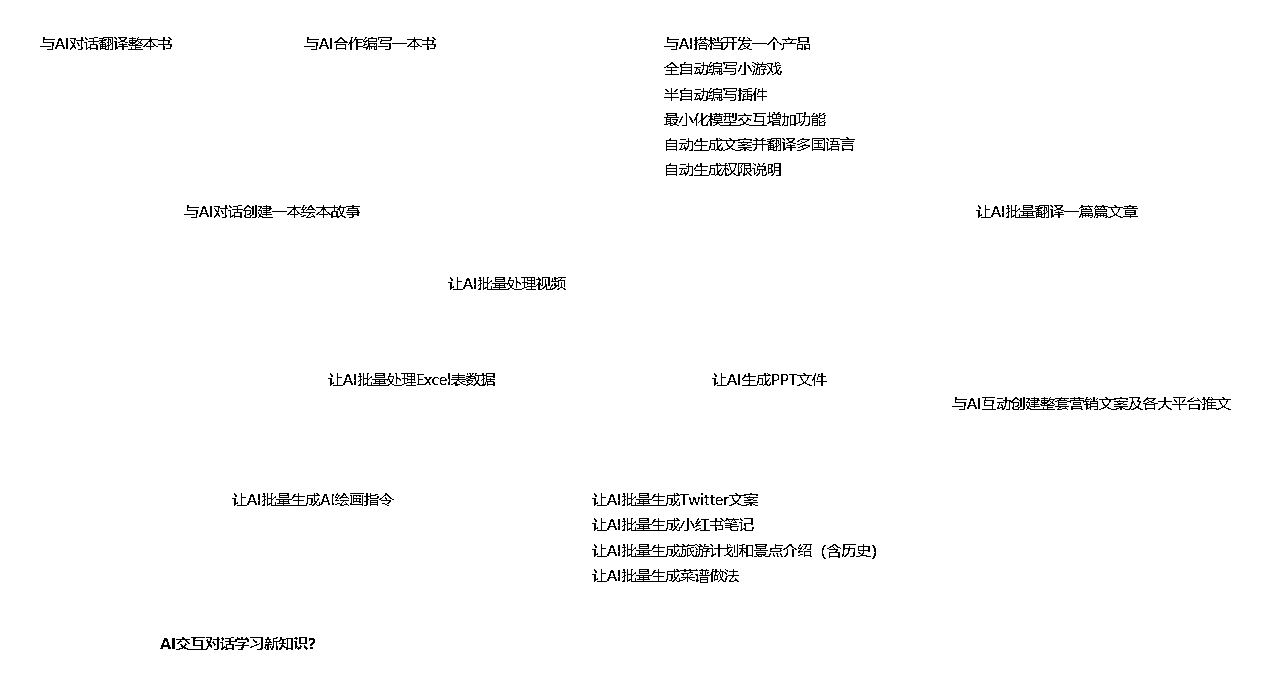 与AI对话翻译整本书
与AI合作编写一本书
与AI搭档开发一个产品
全自动编写小游戏
半自动编写插件
最小化模型交互增加功能
自动生成文案并翻译多国语言
自动生成权限说明
与AI对话创建一本绘本故事
让AI批量翻译一篇篇文章
让AI批量处理视频
让AI批量处理Excel表数据
让AI生成PPT文件
与AI互动创建整套营销文案及各大平台推文
让AI批量生成AI绘画指令
让AI批量生成Twitter文案
让AI批量生成小红书笔记
让AI批量生成旅游计划和景点介绍（含历史）
让AI批量生成菜谱做法
AI交互对话学习新知识？